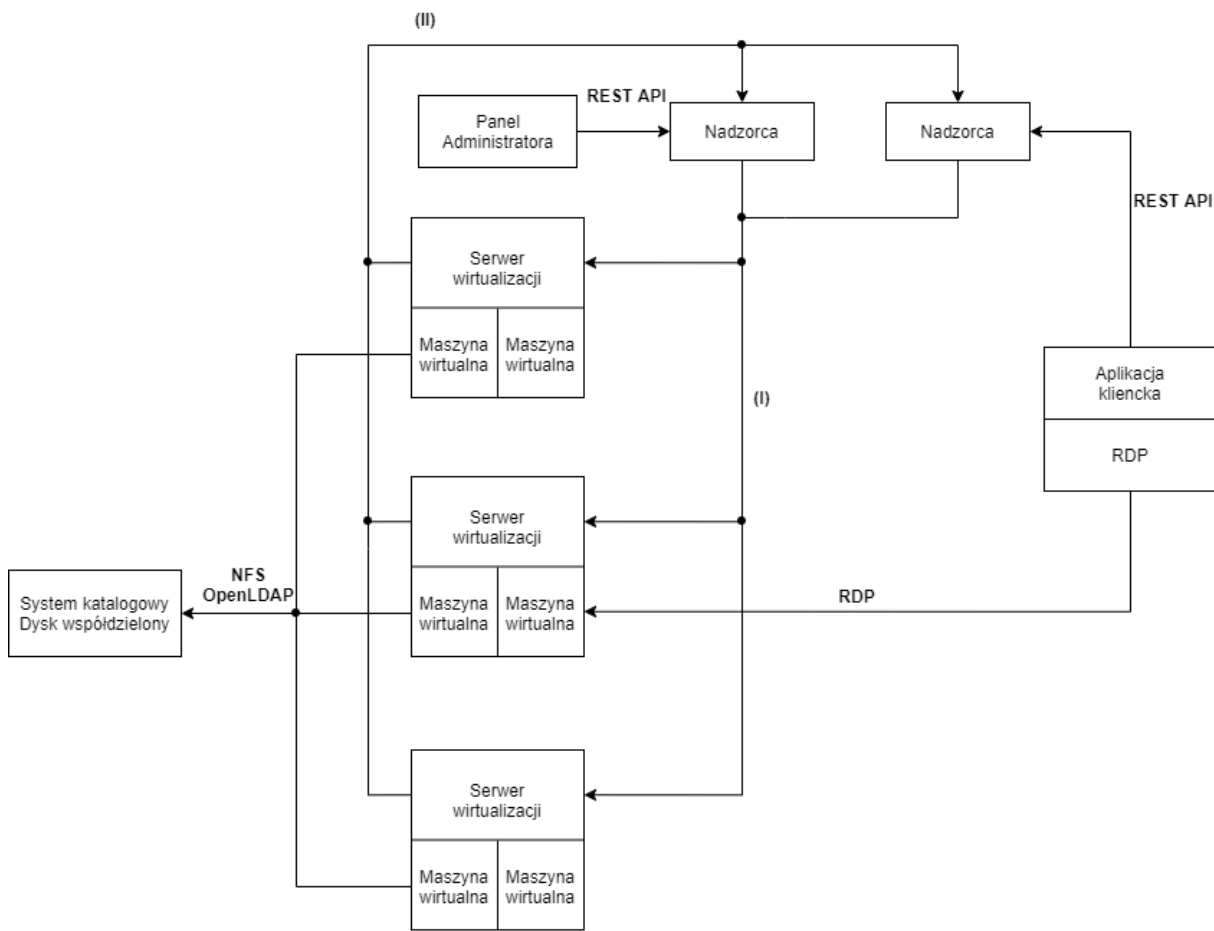 (II)
REST API
Panel
Administratora
Nadzorca
Nadzorca
REST API
Serwer
wirtualizacji
Maszyna
wirtualna
Maszyna
wirtualna
(I)
Aplikacja
kliencka
RDP
Serwer
wirtualizacji
Maszyna
wirtualna
Maszyna
wirtualna
NFS
OpenLDAP
System katalogowy
Dysk współdzielony
RDP
Serwer
wirtualizacji
Maszyna
wirtualna
Maszyna
wirtualna